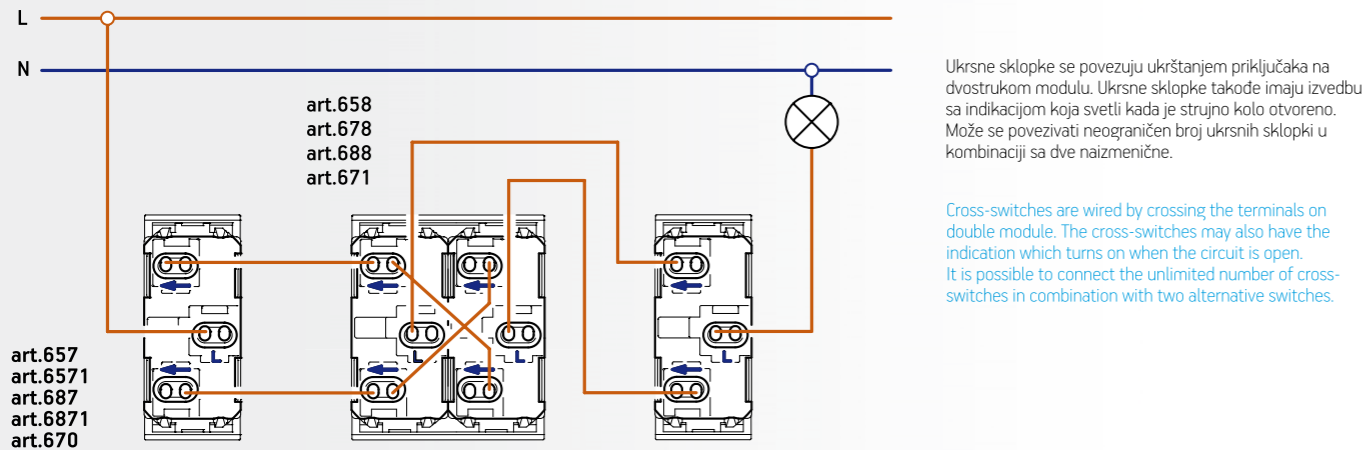 L
N
art.658
art.678
art.688
art.671
L
L
L
L
art.657
art.6571
art.687
art.6871
art.670
Ukrsne sklopke se povezuju ukrštanjem priključaka na
dvostrukom modulu. Ukrsne sklopke takođe imaju izvedbu
sa indikacijom koja svetli kada je strujno kolo otvoreno.
Može se povezivati neograničen broj ukrsnih sklopki u
kombinaciji sa dve naizmenične.
Cross-switches are wired by crossing the terminals on
double module. The cross-switches may also have the
indication which turns on when the circuit is open.
It is possible to connect the unlimited number of cross-
switches in combination with two alternative switches.